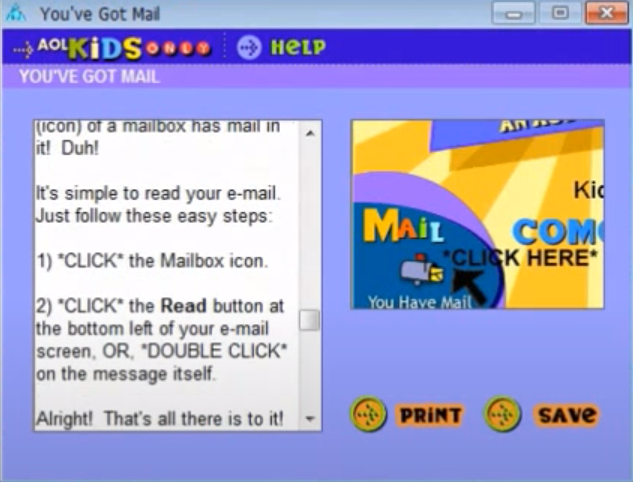 You've Got Mail
AOL KiDS ONLY HELP
YOU'VE GOT MAIL
(icon) of a mailbox has mail in
it! Duh!
It's simple to read your e-mail.
Just follow these easy steps:
1) *CLICK* the Mailbox icon.
2) *CLICK* the Read button at
the bottom left of your e-mail
screen, OR, *DOUBLE CLICK*
on the message itself.
Alright! That's all there is to it!
Kid
MAiL
COM
*CLICK HERE*
You Have Mail
PRINT SAVE